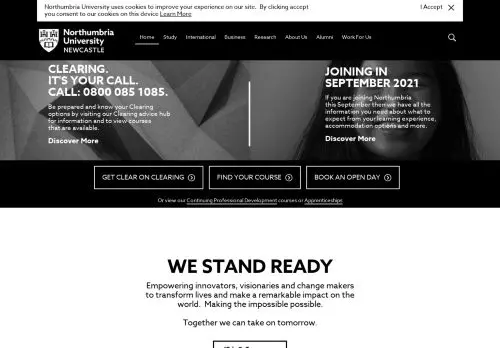 Northumbria University uses cookies to improve your experience on our site. By clicking accept
you consent to our cookies on this device Learn More
I Accept
Northumbria
University
NEWCASTLE
Home Study International Business Research About Us Alumni Work For Us
CLEARING.
IT'S YOUR CALL.
CALL: 0800 085 1085.
Be prepared and know your Clearing
options by visiting our Clearing advice hub
for information and to view courses
that are available.
Discover More
JOINING IN
SEPTEMBER 2021
If you are joining Northumbria
this September then we have all the
information you need about what to
expect from your learning experience,
accommodation options and more.
Discover More
GET CLEAR ON CLEARING
FIND YOUR COURSE
BOOK AN OPEN DAY
Or view our Continuing Professional Development courses or Apprenticeships
WE STAND READY
Empowering innovators, visionaries and change makers
to transform lives and make a remarkable impact on the
world. Making the impossible possible.
Together we can take on tomorrow.